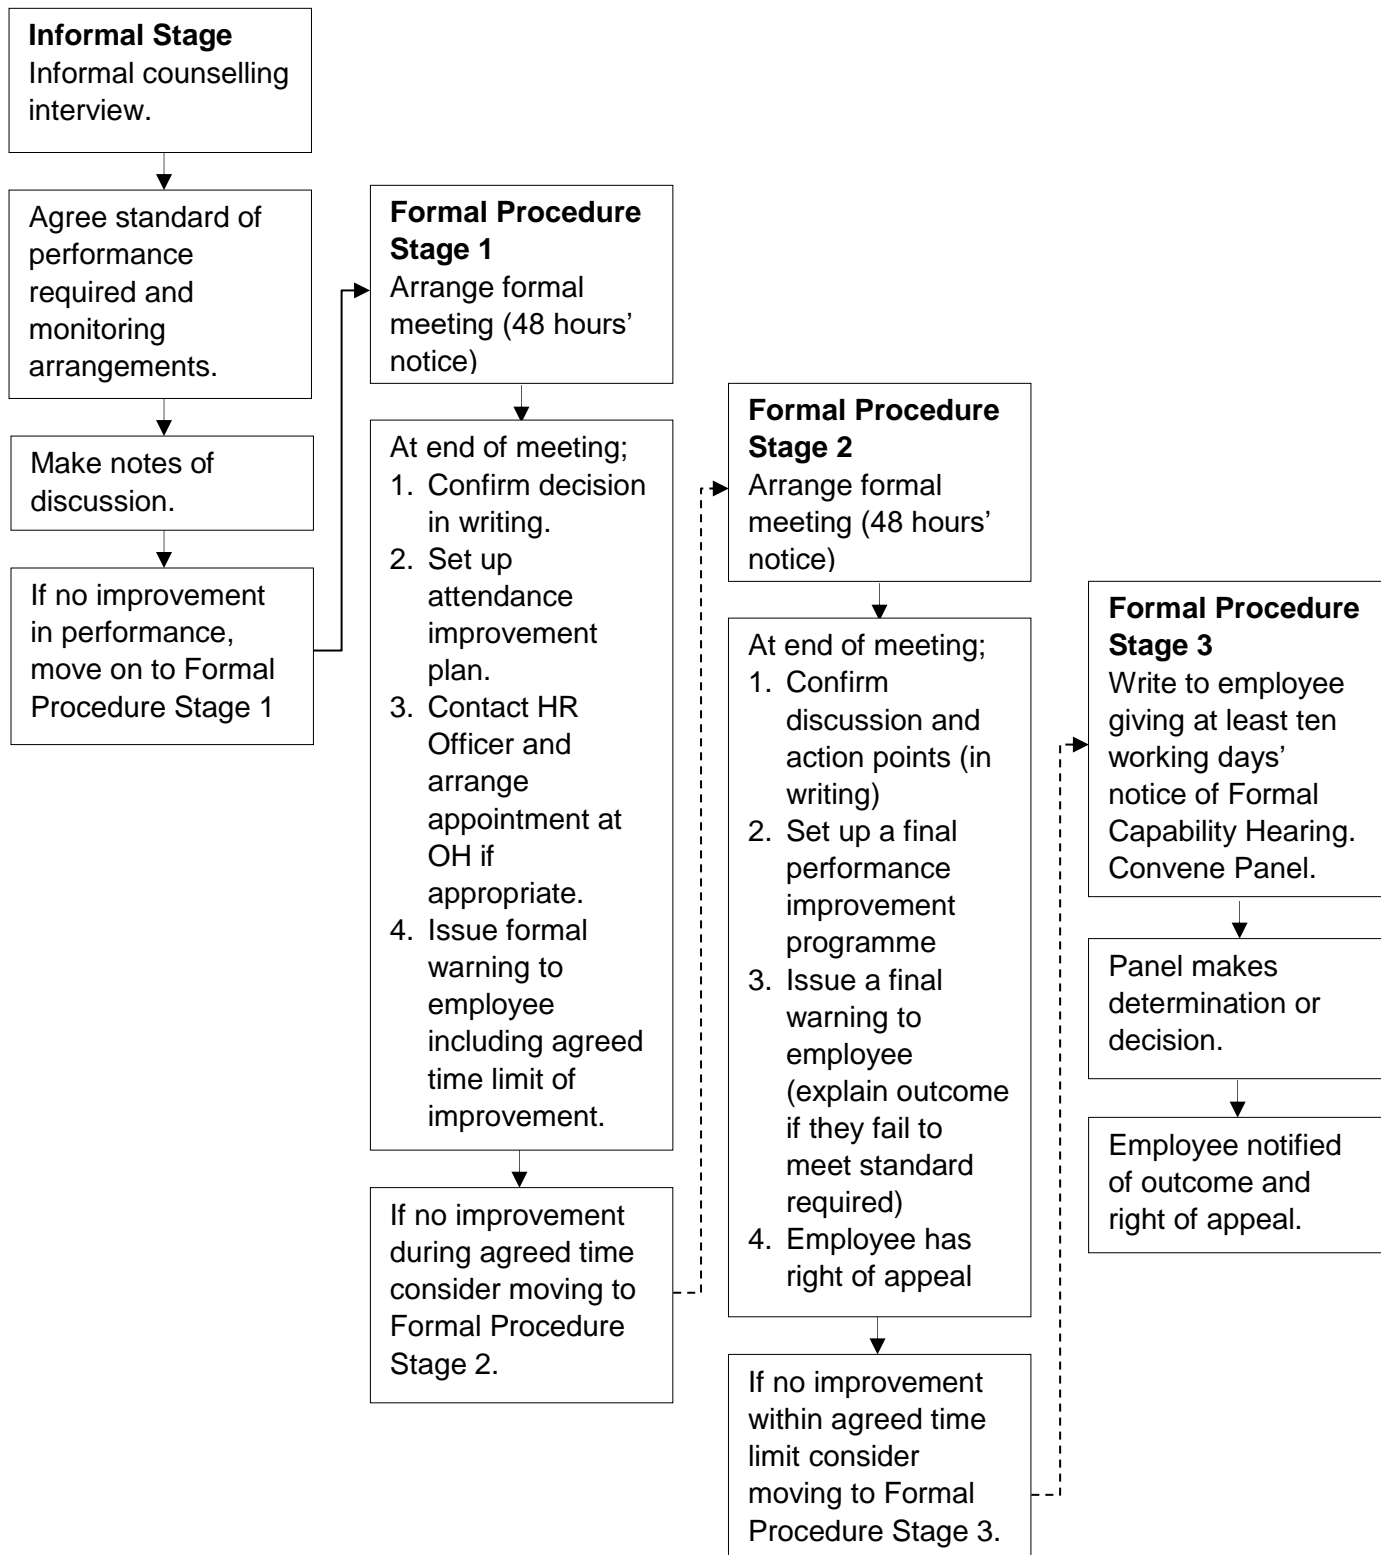 Informal Stage
Informal counselling
interview.
Agree standard of
performance
required and
monitoring
arrangements.
Make notes of
discussion.
If no improvement
in performance,
move on to Formal
Procedure Stage 1
Formal Procedure
Stage 1
Arrange formal
meeting (48 hours’
notice)
At end of meeting;
1. Confirm decision
in writing.
2. Set up
attendance
improvement
plan.
3. Contact HR
Officer and
arrange
appointment at
OH if
appropriate.
4. Issue formal
warning to
employee
including agreed
time limit of
improvement.
If no improvement
during agreed time
consider moving to
Formal Procedure
Stage 2.
Formal Procedure
Stage 2
Arrange formal
meeting (48 hours’
notice)
At end of meeting;
1. Confirm
discussion and
action points (in
writing)
2. Set up a final
performance
improvement
programme
3. Issue a final
warning to
employee
(explain outcome
if they fail to
meet standard
required)
4. Employee has
right of appeal
If no improvement
within agreed time
limit consider
moving to Formal
Procedure Stage 3.
Formal Procedure
Stage 3
Write to employee
giving at least ten
working days’
notice of Formal
Capability Hearing.
Convene Panel.
Panel makes
determination or
decision.
Employee notified
of outcome and
right of appeal.